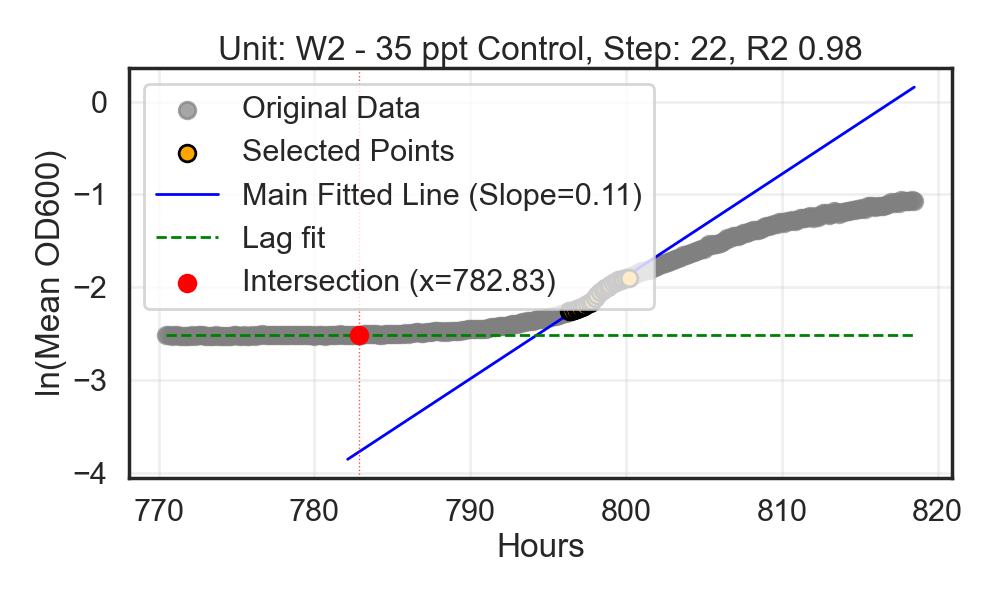 Unit: W2 - 35 ppt Control, Step: 22, R2 0.98
Original Data
Selected Points
Main Fitted Line (Slope=0.11)
Lag fit
Intersection (x=782.83)
ln(Mean OD600)
0
−1
−2
−3
−4
770 780 790 800 810 820
Hours